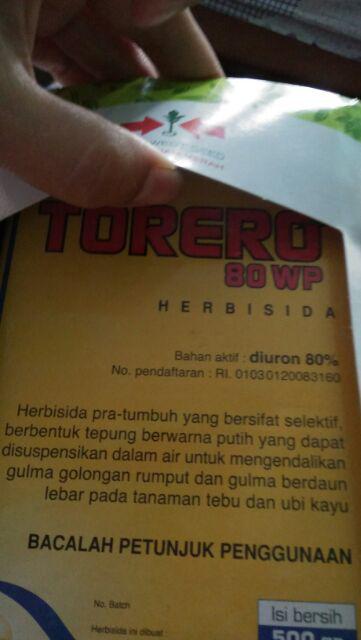 TORERO
80 WP
HERBISIDA
Bahan aktif : diuron 80%
No. pendaftaran : RI. 01030120083160
Herbisida pra-tumbuh yang bersifat selektif,
berbentuk tepung berwarna putih yang dapat
disuspensikan dalam air untuk mengendalikan
gulma golongan rumput dan gulma berdaun
lebar pada tanaman tebu dan ubi kayu
BACALAH PETUNJUK PENGGUNAAN
No. Batch
Isi bersih
Herbisida ini dibuat
500